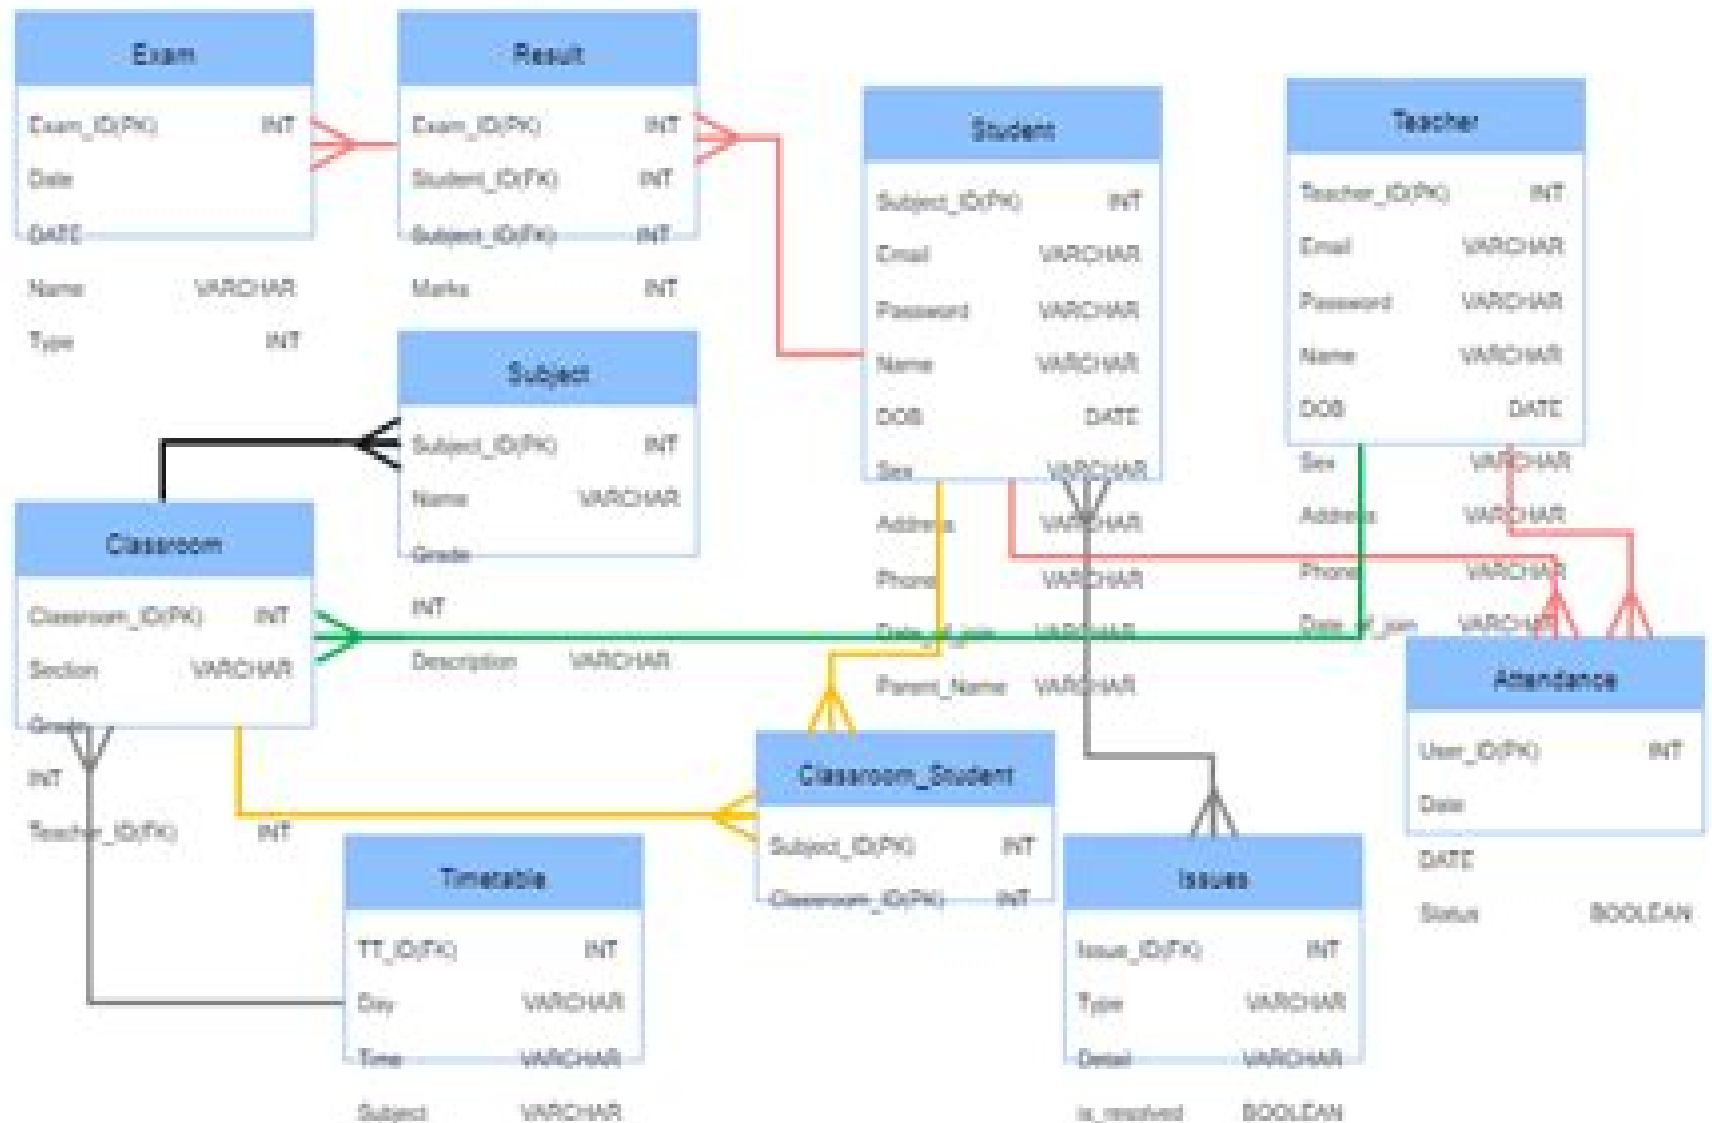 Exam
Exam_ID(PK) INT
Date
DATE
Name VARCHAR
Type INT
Result
Exam_ID(PK) INT
Student_ID(FK) INT
Subject_ID(FK) INT
Marks INT
Student
Subject_ID(PK) INT
Email VARCHAR
Password VARCHAR
Name VARCHAR
DOB DATE
Sex VARCHAR
Address VARCHAR
Phone VARCHAR
Date_of_join VARCHAR
Parent_Name VARCHAR
Teacher
Teacher_ID(PK) INT
Email VARCHAR
Password VARCHAR
Name VARCHAR
DOB DATE
Sex VARCHAR
Address VARCHAR
Phone VARCHAR
Date_of_join VARCHAR
Subject
Subject_ID(PK) INT
Name VARCHAR
Grade
INT
Description VARCHAR
Classroom
Classroom_ID(PK) INT
Section VARCHAR
Grade
INT
Teacher_ID(FK) INT
Attendance
User_ID(PK) INT
Date
DATE
Status BOOLEAN
Classroom_Student
Subject_ID(PK) INT
Classroom_ID(PK) INT
Timetable
TT_ID(FK) INT
Day VARCHAR
Time VARCHAR
Subject VARCHAR
Issues
Issue_ID(FK) INT
Type VARCHAR
Detail VARCHAR
is_resolved BOOLEAN